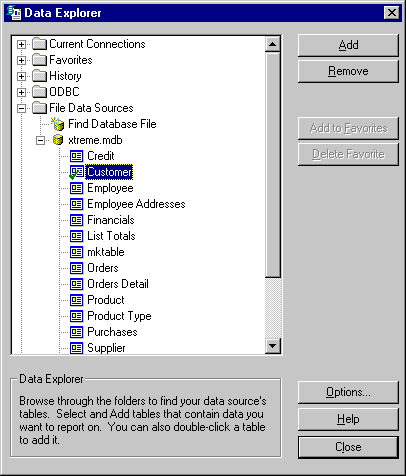 Data Explorer
Current Connections
Favorites
History
ODBC
File Data Sources
Find Database File
xtreme.mdb
Credit
Customer
Employee
Employee Addresses
Financials
List Totals
mktable
Orders
Orders Detail
Product
Product Type
Purchases
Supplier
Add
Remove
Add to Favorites
Delete Favorite
Data Explorer
Browse through the folders to find your data source's
tables.  Select and Add tables that contain data you
want to report on.  You can also double-click a table
to add it.
Options...
Help
Close